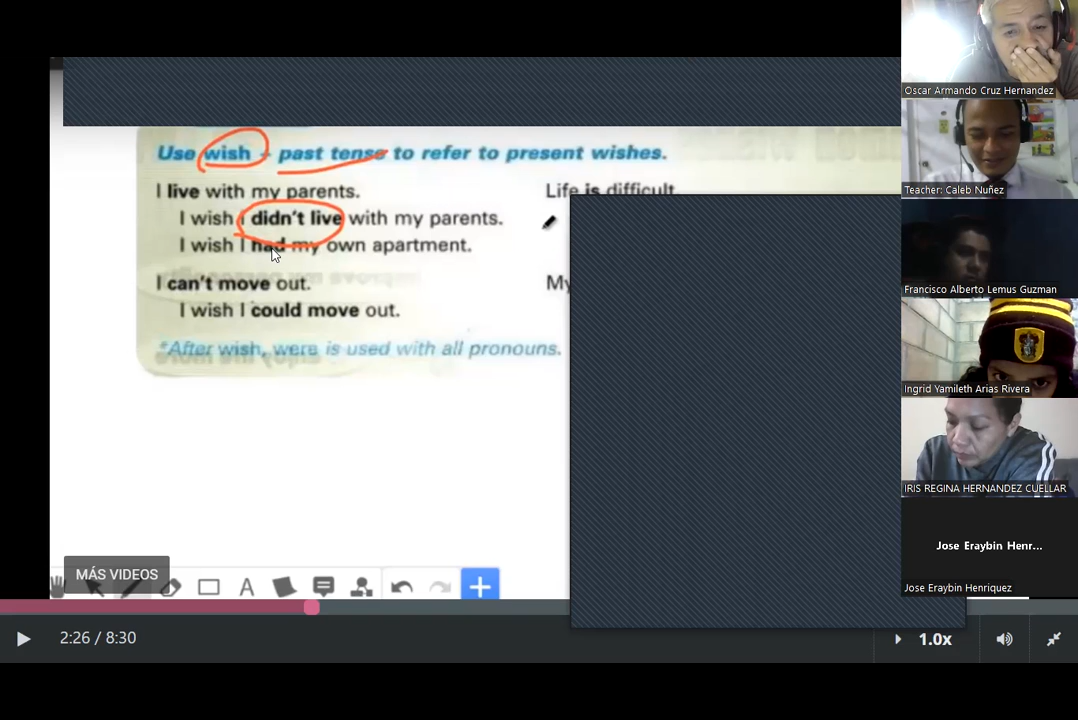 Use wish + past tense to refer to present wishes.
I live with my parents.
I wish I didn't live with my parents.
I wish I had my own apartment.
I can't move out.
I wish I could move out.
*After wish, were is used with all pronouns.
Life is difficult
My
MÁS VIDEOS
A
2:26 / 8:30
1.0x
Oscar Armando Cruz Hernandez
Teacher: Caleb Nuñez
Francisco Alberto Lemus Guzman
Ingrid Yamileth Arias Rivera
IRIS REGINA HERNANDEZ CUELLAR
Jose Eraybin Henr...
Jose Eraybin Henriquez